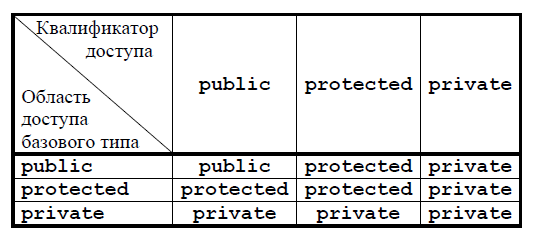 Квалификатор
доступа
Область
доступа
базового типа
public protected private
public public protected private
protected protected protected private
private private private private